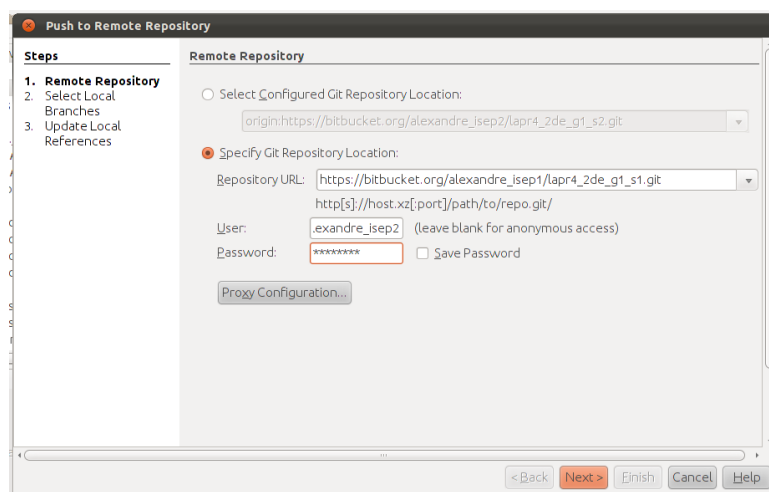 Push to Remote Repository
Steps
1. Remote Repository
2. Select Local
Branches
3. Update Local
References
Remote Repository
Select Configured Git Repository Location:
origin:https://bitbucket.org/alexandre_isep2/lapr4_2de_g1_s2.git
Specify Git Repository Location:
Repository URL: https://bitbucket.org/alexandre_isep1/lapr4_2de_g1_s1.git
http[s]://host.xz[:port]/path/to/repo.git/
User: .exandre_isep2 (leave blank for anonymous access)
Password: ******** Save Password
Proxy Configuration...
< Back Next > Finish Cancel Help